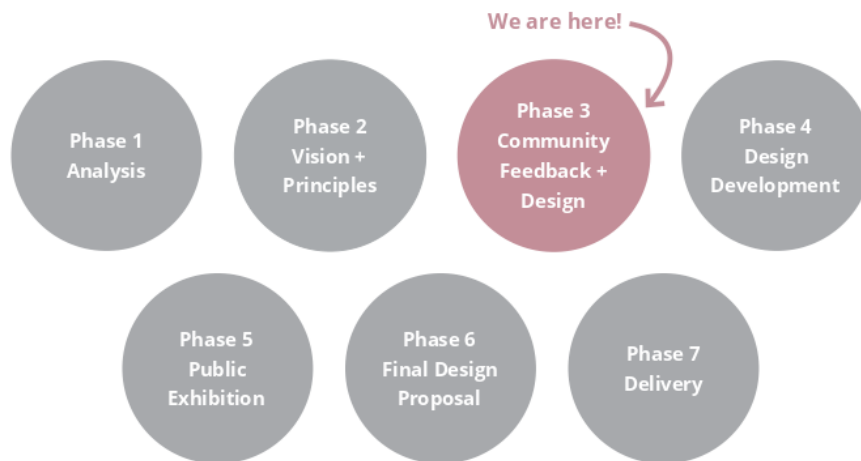 We are here!
Phase 1
Analysis
Phase 2
Vision +
Principles
Phase 3
Community
Feedback +
Design
Phase 4
Design
Development
Phase 5
Public
Exhibition
Phase 6
Final Design
Proposal
Phase 7
Delivery